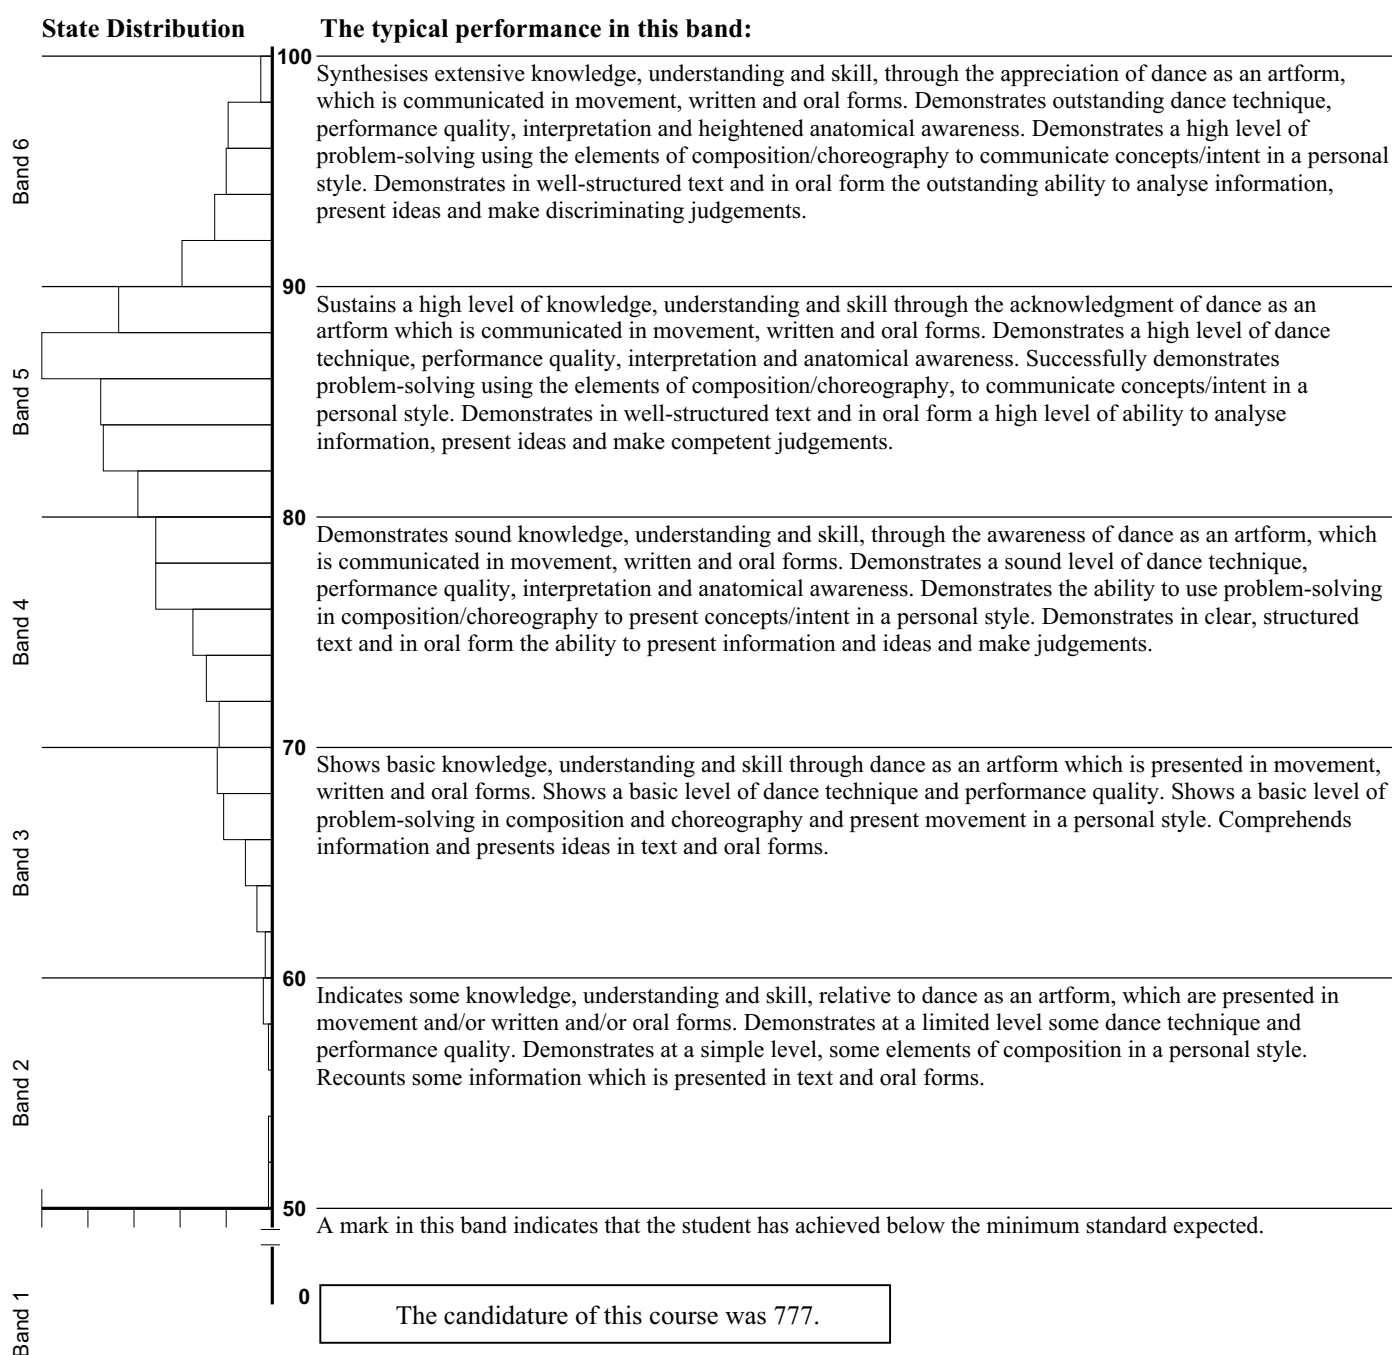 State Distribution
The typical performance in this band:
100
Band 6
Synthesises extensive knowledge, understanding and skill, through the appreciation of dance as an artform,
which is communicated in movement, written and oral forms. Demonstrates outstanding dance technique,
performance quality, interpretation and heightened anatomical awareness. Demonstrates a high level of
problem-solving using the elements of composition/choreography to communicate concepts/intent in a personal
style. Demonstrates in well-structured text and in oral form the outstanding ability to analyse information,
present ideas and make discriminating judgements.
90
Band 5
Sustains a high level of knowledge, understanding and skill through the acknowledgment of dance as an
artform which is communicated in movement, written and oral forms. Demonstrates a high level of dance
technique, performance quality, interpretation and anatomical awareness. Successfully demonstrates
problem-solving using the elements of composition/choreography, to communicate concepts/intent in a
personal style. Demonstrates in well-structured text and in oral form a high level of ability to analyse
information, present ideas and make competent judgements.
80
Band 4
Demonstrates sound knowledge, understanding and skill, through the awareness of dance as an artform, which
is communicated in movement, written and oral forms. Demonstrates a sound level of dance technique,
performance quality, interpretation and anatomical awareness. Demonstrates the ability to use problem-solving
in composition/choreography to present concepts/intent in a personal style. Demonstrates in clear, structured
text and in oral form the ability to present information and ideas and make judgements.
70
Band 3
Shows basic knowledge, understanding and skill through dance as an artform which is presented in movement,
written and oral forms. Shows a basic level of dance technique and performance quality. Shows a basic level of
problem-solving in composition and choreography and present movement in a personal style. Comprehends
information and presents ideas in text and oral forms.
60
Band 2
Indicates some knowledge, understanding and skill, relative to dance as an artform, which are presented in
movement and/or written and/or oral forms. Demonstrates at a limited level some dance technique and
performance quality. Demonstrates at a simple level, some elements of composition in a personal style.
Recounts some information which is presented in text and oral forms.
50
A mark in this band indicates that the student has achieved below the minimum standard expected.
Band 1
0
The candidature of this course was 777.